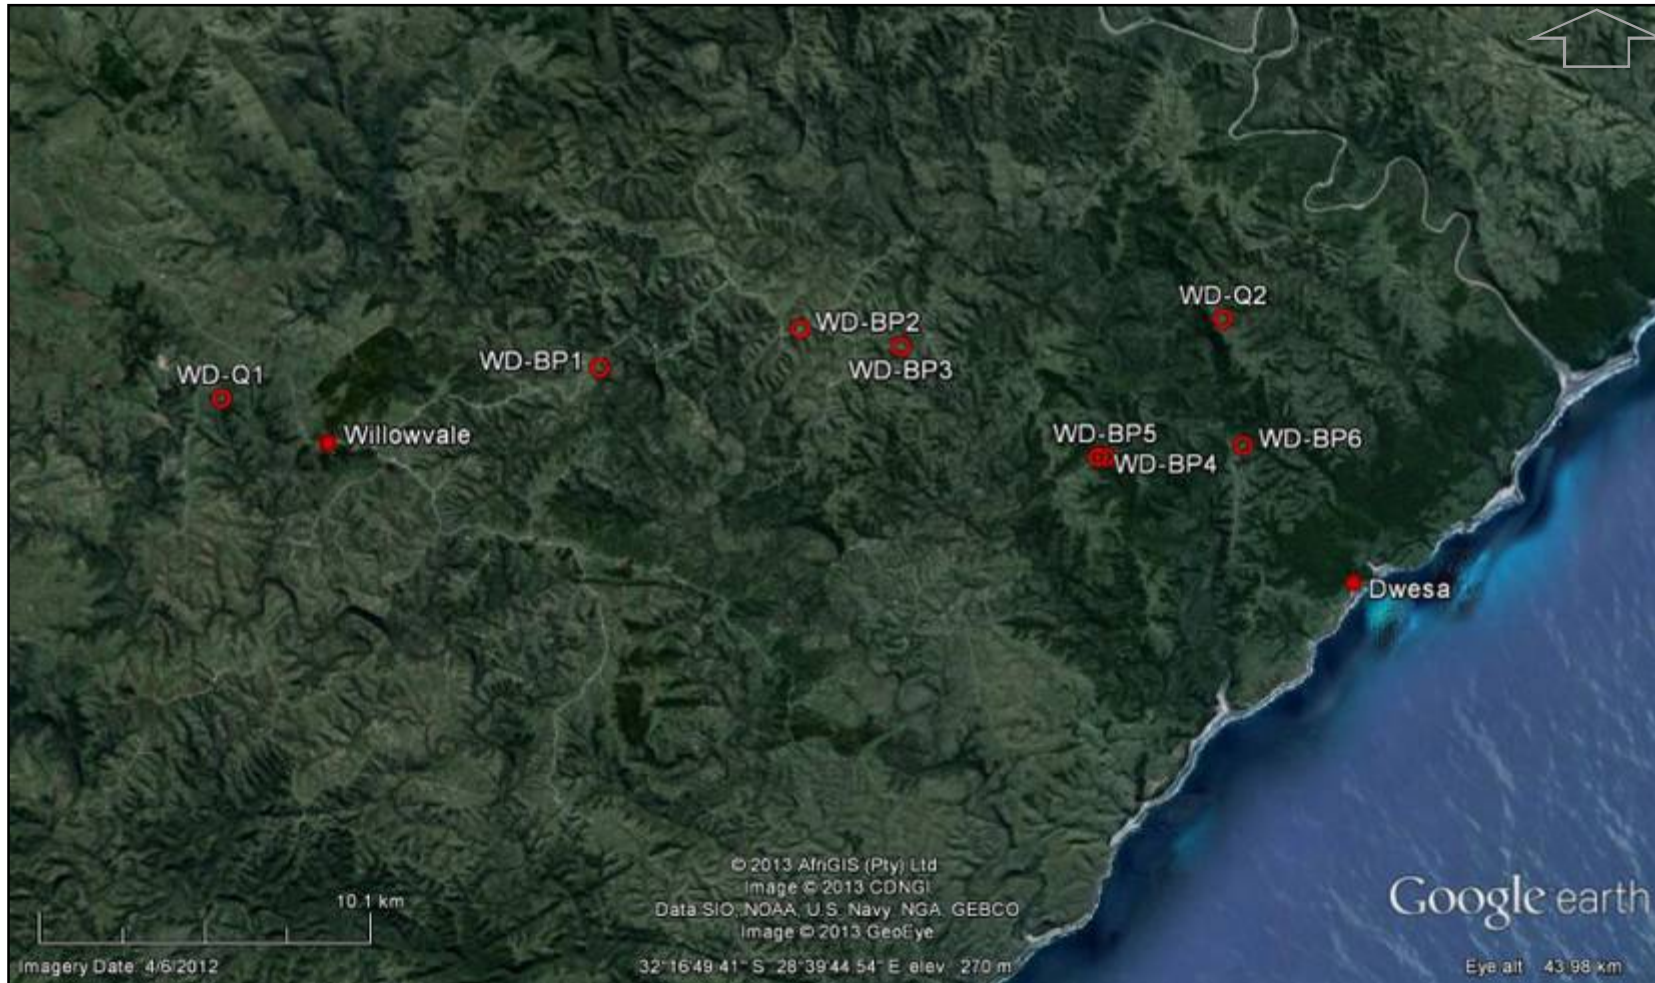 WD-Q2
WD-BP2
WD-BP1
WD-BP3
WD-Q1
Willowvale
WD-BP5
WD-BP6
WD-BP4
Dwesa
© 2013 AfriGIS (Pty) Ltd
Image © 2013 CDNGI
Data SIO, NOAA, U.S. Navy, NGA, GEBCO
Image © 2013 GeoEye
Google earth
10.1 km
Imagery Date: 4/6/2012
32°16'49.41" S 28°39'44.54" E elev 270 m
Eye alt 43.98 km